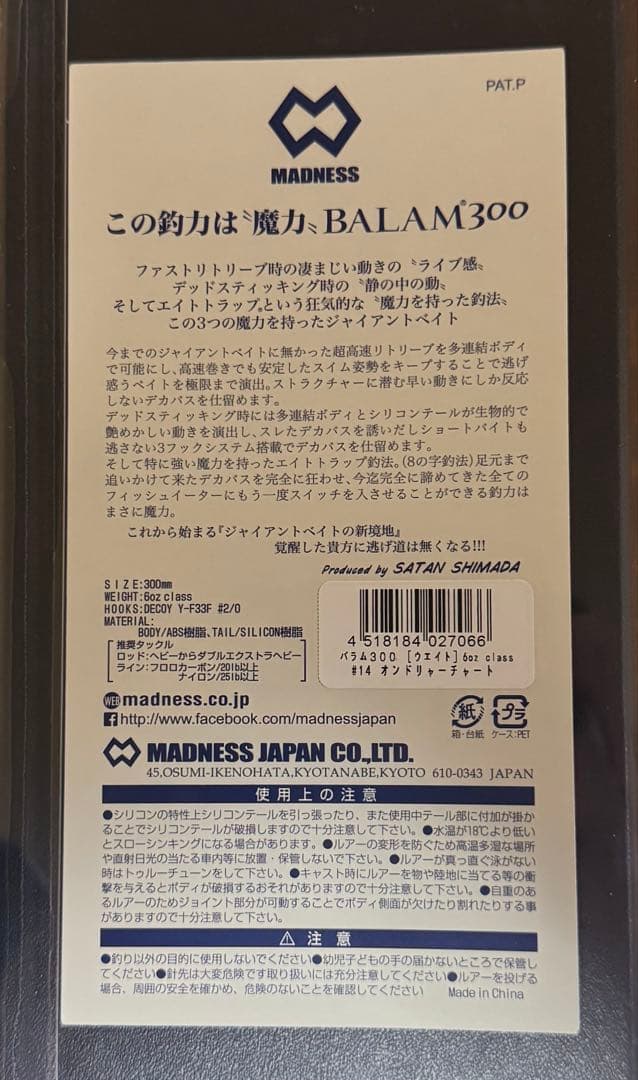 PAT.P
MADNESS
この釣力は〝魔力〟BALAM®300
ファストリトリーブ時の凄まじい動きの〝ライブ感〟
デッドスティッキング時の〝静の中の動〟
そしてエイトトラップ®という狂気的な〝魔力を持った釣法〟
この3つの魔力を持ったジャイアントベイト
今までのジャイアントベイトに無かった超高速リトリーブを多連結ボディ
で可能にし、高速巻きでも安定したスイム姿勢をキープすることで逃げ
惑うベイトを極限まで演出。ストラクチャーに潜む早い動きにしか反応
しないデカバスを仕留めます。
デッドスティッキング時には多連結ボディとシリコンテールが生物的で
艶めかしい動きを演出し、スレたデカバスを誘いだしショートバイトも
逃さない3フックシステム搭載でデカバスを仕留めます。
そして特に強い魔力を持ったエイトトラップ釣法。(8の字釣法)足元まで
追いかけて来たデカバスを完全に狂わせ、今迄完全に諦めてきた全ての
フィッシュイーターにもう一度スイッチを入させることができる釣力は
まさに魔力。
これから始まる『ジャイアントベイトの新境地』
覚醒した貴方に逃げ道は無くなる!!!
Produced by SATAN SHIMADA
SIZE:300mm
WEIGHT:6oz class
HOOKS:DECOY Y-F33F #2/0
MATERIAL:
BODY/ABS樹脂、TAIL/SILICON樹脂
推奨タックル
ロッド:ヘビーからダブルエクストラヘビー
ライン:フロロカーボン/20lb以上
ナイロン/25lb以上
4 518184 027066
バラム300 [ウエイト]6oz class
#14 オンドリャーチャート
WEB madness.co.jp
f http://www.facebook.com/madnessjapan
紙
箱・台紙
プラ
ケース:PET
MADNESS JAPAN CO.,LTD.
45,OSUMI-IKENOHATA,KYOTANABE,KYOTO 610-0343 JAPAN
使用上の注意
●シリコンの特性上シリコンテールを引っ張ったり、また使用中テール部に付加が掛か
ることでシリコンテールが破損しますので十分注意して下さい。●水温が18℃より低い
とスローシンキングになる場合があります。●ルアーの変形を防ぐため高温多湿な場所
や直射日光の当たる車内等に放置・保管しないで下さい。●ルアーが真っ直ぐ泳がない
時はトゥルーチューンをして下さい。●キャスト時にルアーを物や陸地に当てる等の衝
撃を与えるとボディが破損するおそれがありますので十分注意して下さい。●自重のあ
るルアーのためジョイント部分が可動することでボディ側面が欠けたり割れたりする事
がありますので十分注意して下さい。
⚠ 注意
●釣り以外の目的に使用しないでください●幼児子どもの手の届かないところで保管し
てください●針先は大変危険です取り扱いには充分注意してください●ルアーを投げる
場合、周囲の安全を確かめ、危険のないことを確認してください Made in China